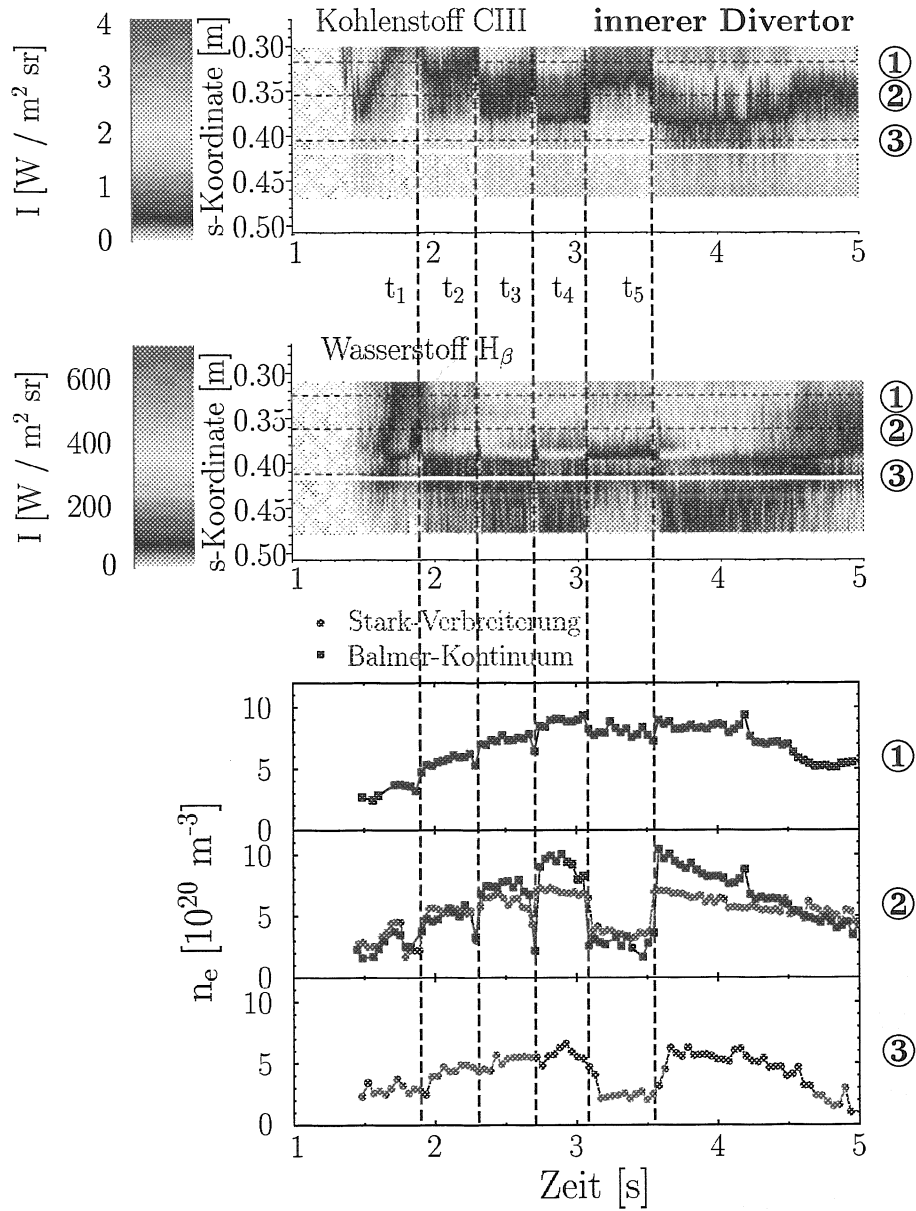 Kohlenstoff CIII innerer Divertor
I [W / m² sr]
4
3
2
1
0
s-Koordinate [m]
0.30
0.35
0.40
0.45
0.50
①
②
③
1 2 3 4 5
t₁ t₂ t₃ t₄ t₅
Wasserstoff Hβ
I [W / m² sr]
600
400
200
0
s-Koordinate [m]
0.30
0.35
0.40
0.45
0.50
①
②
③
1 2 3 4 5
Stark-Verbreiterung
Balmer-Kontinuum
nₑ [10²⁰ m⁻³]
10
5
0
①
10
5
0
②
10
5
0
③
1 2 3 4 5
Zeit [s]